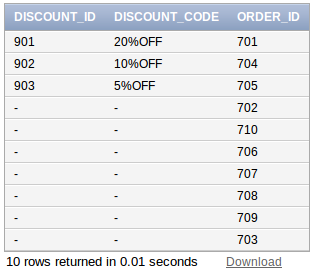 DISCOUNT_ID DISCOUNT_CODE ORDER_ID
901 20%OFF 701
902 10%OFF 704
903 5%OFF 705
- - 702
- - 710
- - 706
- - 707
- - 708
- - 709
- - 703
10 rows returned in 0.01 seconds Download